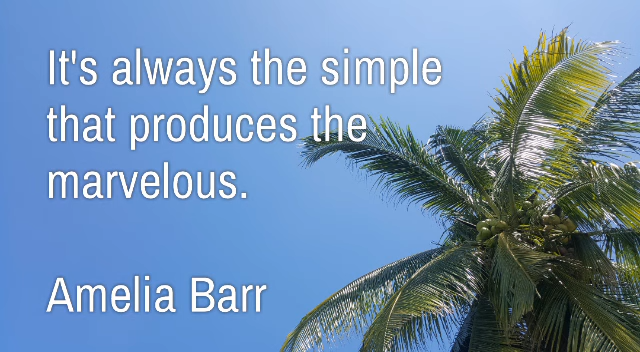 It's always the simple
that produces the
marvelous.
Amelia Barr